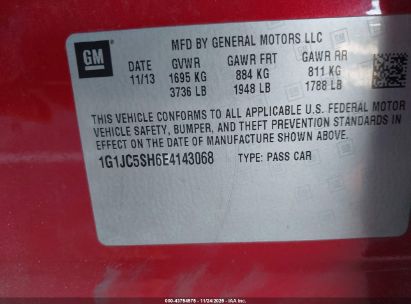 GM
MFD BY GENERAL MOTORS LLC
DATE GVWR GAWR FRT GAWR RR
11/13 1695 KG 884 KG 811 KG
3736 LB 1948 LB 1788 LB
THIS VEHICLE CONFORMS TO ALL APPLICABLE U.S. FEDERAL MOTOR
VEHICLE SAFETY, BUMPER, AND THEFT PREVENTION STANDARDS IN
EFFECT ON THE DATE OF MANUFACTURE SHOWN ABOVE.
1G1JC5SH6E4143068 TYPE: PASS CAR